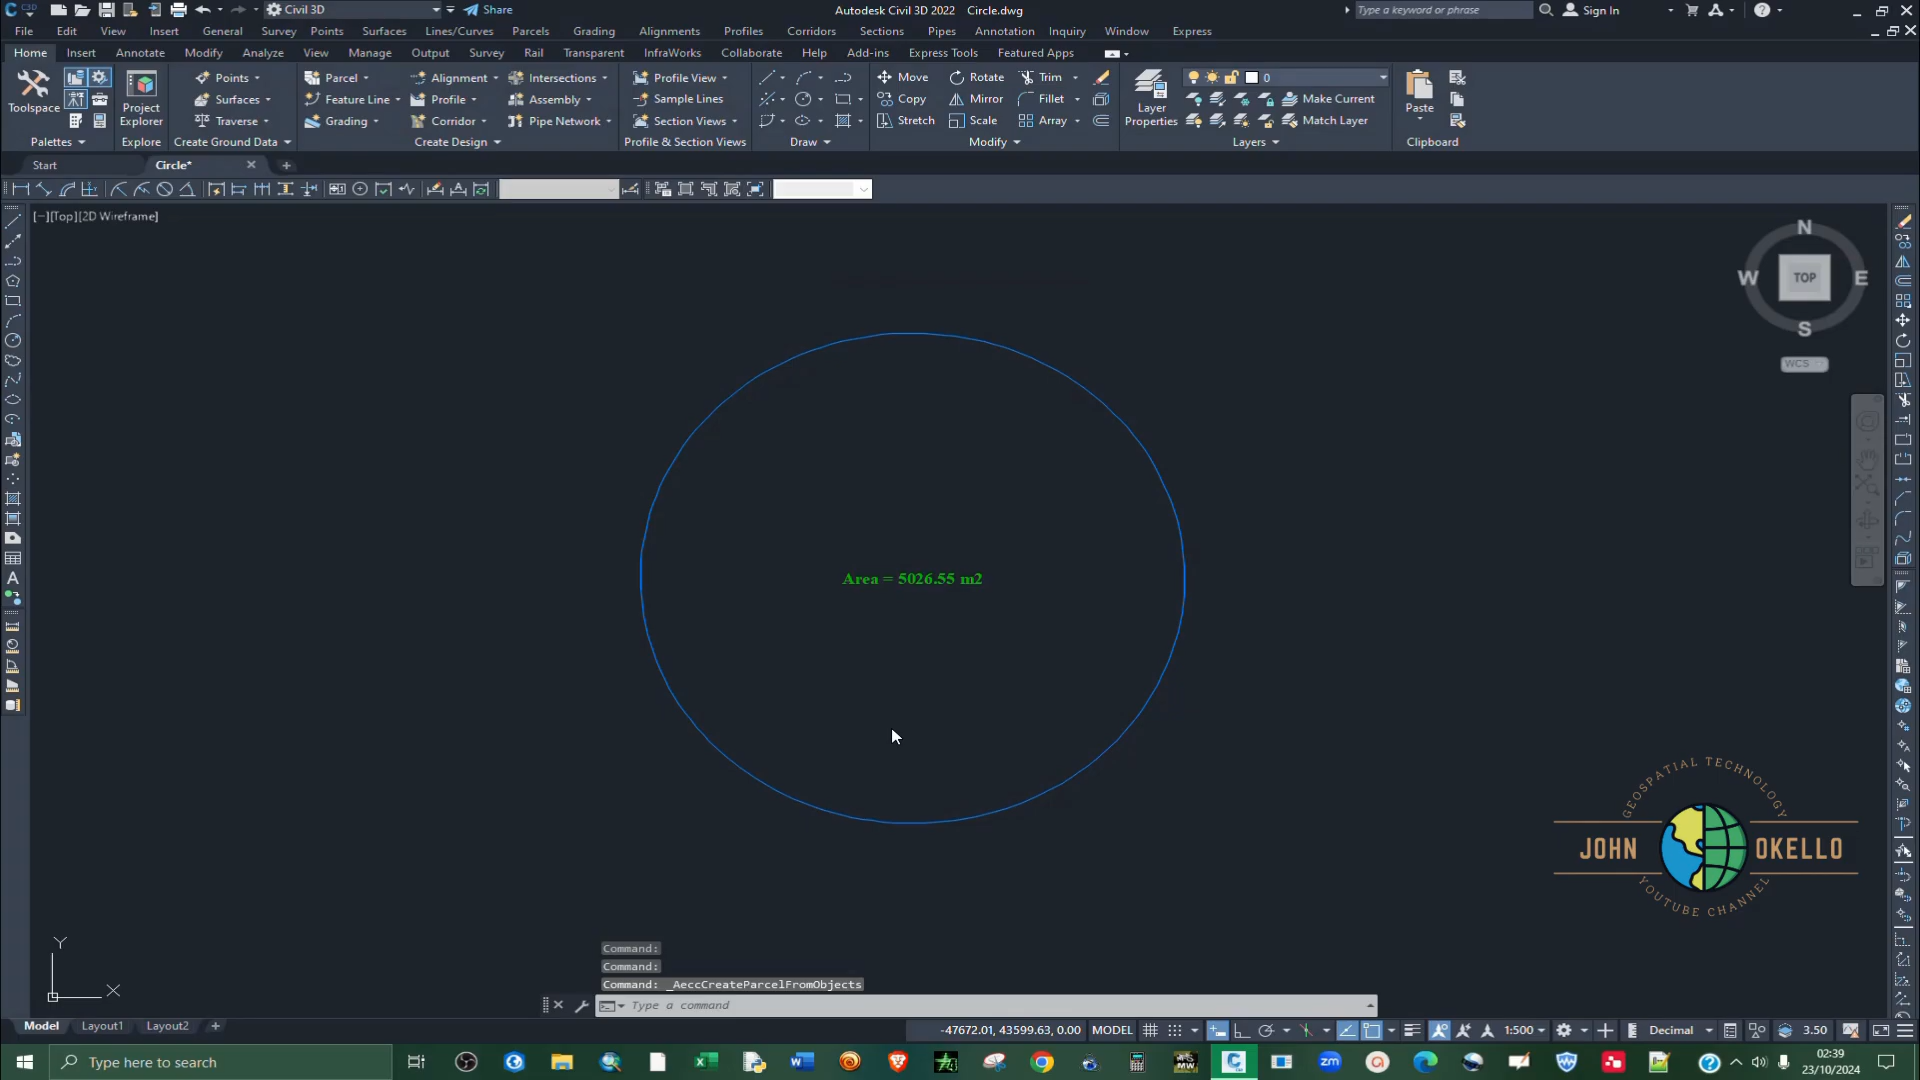 C3D
Civil 3D
Share
Autodesk Civil 3D 2022 Circle.dwg
Type a keyword or phrase
Sign In
File Edit View Insert General Survey Points Surfaces Lines/Curves Parcels Grading Alignments Profiles Corridors Sections Pipes Annotation Inquiry Window Express
Home Insert Annotate Modify Analyze View Manage Output Survey Rail Transparent InfraWorks Collaborate Help Add-ins Express Tools Featured Apps
Points Parcel Alignment Intersections Profile View Move Rotate Trim 0
Toolspace Project Explorer Surfaces Feature Line Profile Assembly Sample Lines Copy Mirror Fillet Layer Properties Make Current Paste
Traverse Grading Corridor Pipe Network Section Views Stretch Scale Array Match Layer
Palettes Explore Create Ground Data Create Design Profile & Section Views Draw Modify Layers Clipboard
Start Circle*
[−][Top][2D Wireframe]
N
W TOP E
S
WCS
Area = 5026.55 m2
GEOSPATIAL TECHNOLOGY
JOHN OKELLO
YOUTUBE CHANNEL
Y
X
Command:
Command:
Command: _AeccCreateParcelFromObjects
Type a command
Model Layout1 Layout2
-47672.01, 43599.63, 0.00 MODEL 1:500 Decimal 3.50
Type here to search
02:39
23/10/2024